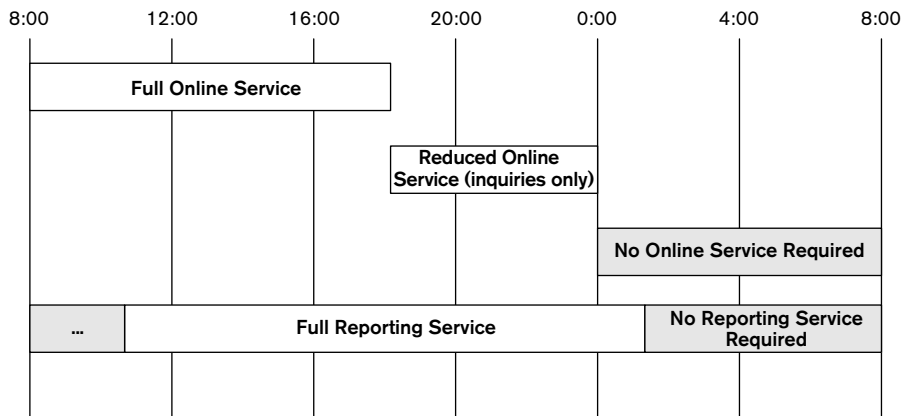 8:00 12:00 16:00 20:00 0:00 4:00 8:00
Full Online Service
Reduced Online
Service (inquiries only)
No Online Service Required
... Full Reporting Service No Reporting Service
Required